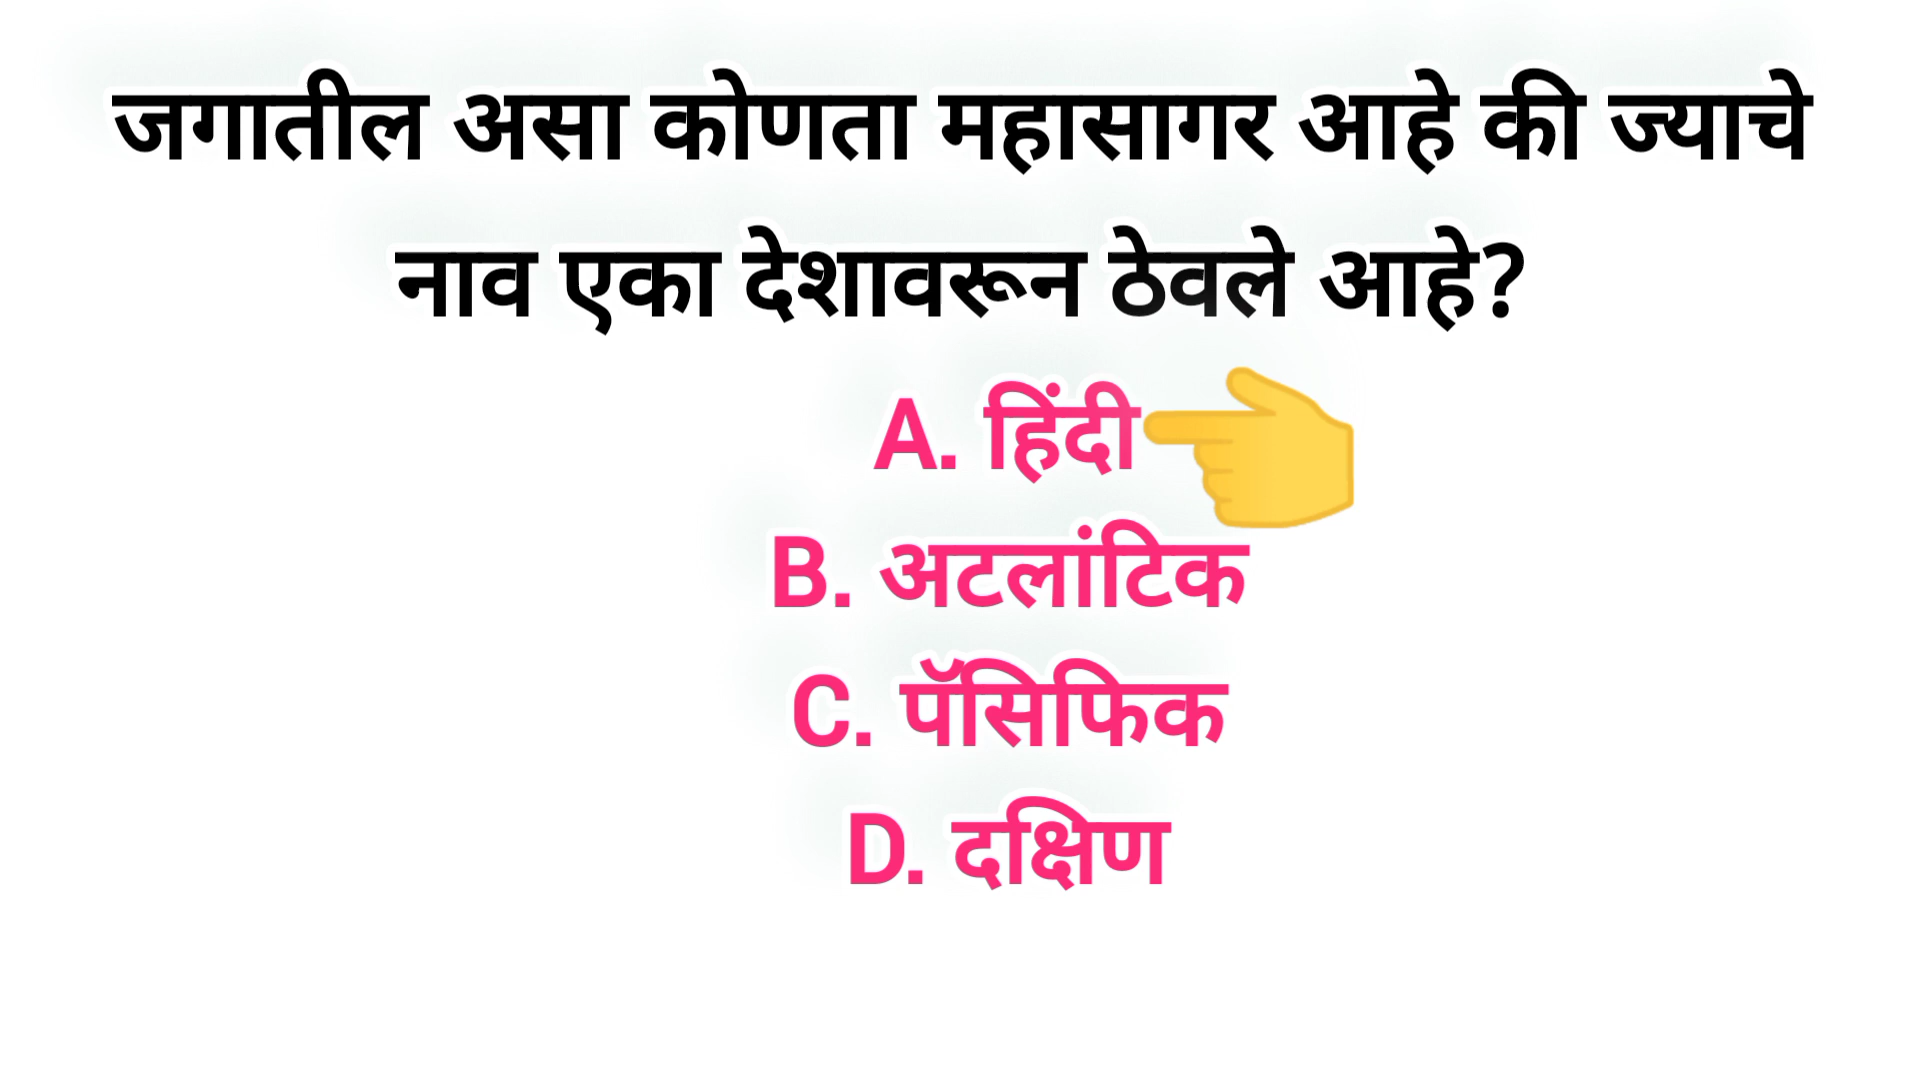 जगातील असा कोणता महासागर आहे की ज्याचे
नाव एका देशावरून ठेवले आहे?
A. हिंदी
B. अटलांटिक
C. पॅसिफिक
D. दक्षिण